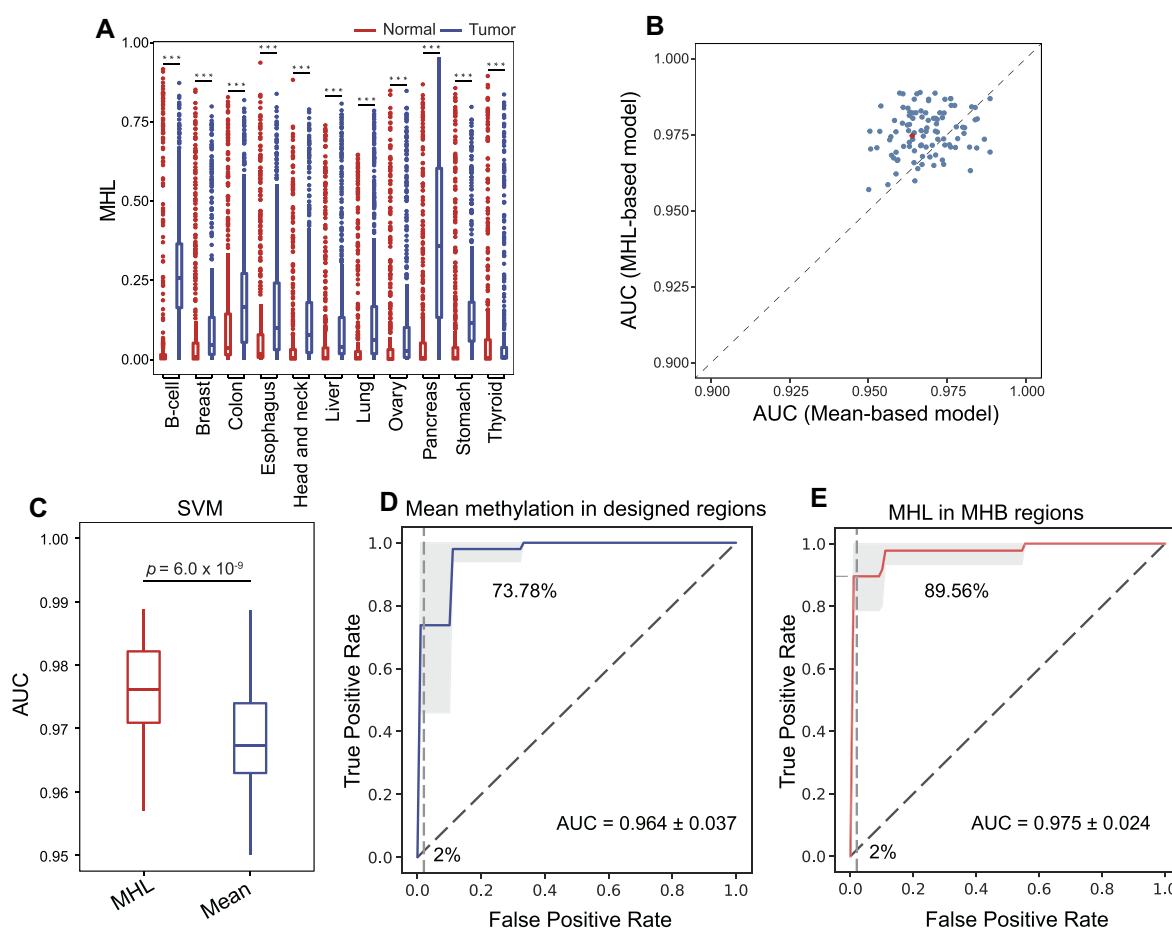 A
Normal
Tumor
MHL
1.00
0.75
0.50
0.25
0.00
***
***
***
***
***
***
***
***
***
***
***
B-cell
Breast
Colon
Esophagus
Head and neck
Liver
Lung
Ovary
Pancreas
Stomach
Thyroid
B
AUC (MHL-based model)
1.000
0.975
0.950
0.925
0.900
0.900
0.925
0.950
0.975
1.000
AUC (Mean-based model)
C
SVM
p = 6.0 x 10-9
AUC
1.00
0.99
0.98
0.97
0.96
0.95
MHL
Mean
D
Mean methylation in designed regions
True Positive Rate
1.0
0.8
0.6
0.4
0.2
0.0
73.78%
AUC = 0.964 ± 0.037
2%
0.0
0.2
0.4
0.6
0.8
1.0
False Positive Rate
E
MHL in MHB regions
True Positive Rate
1.0
0.8
0.6
0.4
0.2
0.0
89.56%
AUC = 0.975 ± 0.024
2%
0.0
0.2
0.4
0.6
0.8
1.0
False Positive Rate